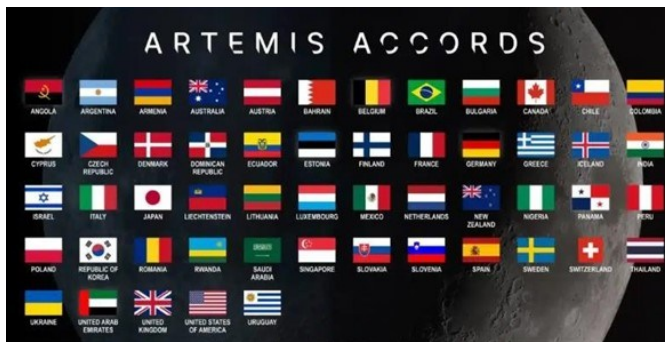 ARTEMIS ACCORDS
ANGOLA ARGENTINA ARMENIA AUSTRALIA AUSTRIA BAHRAIN BELGIUM BRAZIL BULGARIA CANADA CHILE COLOMBIA
CYPRUS CZECH REPUBLIC DENMARK DOMINICAN REPUBLIC ECUADOR ESTONIA FINLAND FRANCE GERMANY GREECE ICELAND INDIA
ISRAEL ITALY JAPAN LIECHTENSTEIN LITHUANIA LUXEMBOURG MEXICO NETHERLANDS NEW ZEALAND NIGERIA PANAMA PERU
POLAND REPUBLIC OF KOREA ROMANIA RWANDA SAUDI ARABIA SINGAPORE SLOVAKIA SLOVENIA SPAIN SWEDEN SWITZERLAND THAILAND
UKRAINE UNITED ARAB EMIRATES UNITED KINGDOM UNITED STATES OF AMERICA URUGUAY